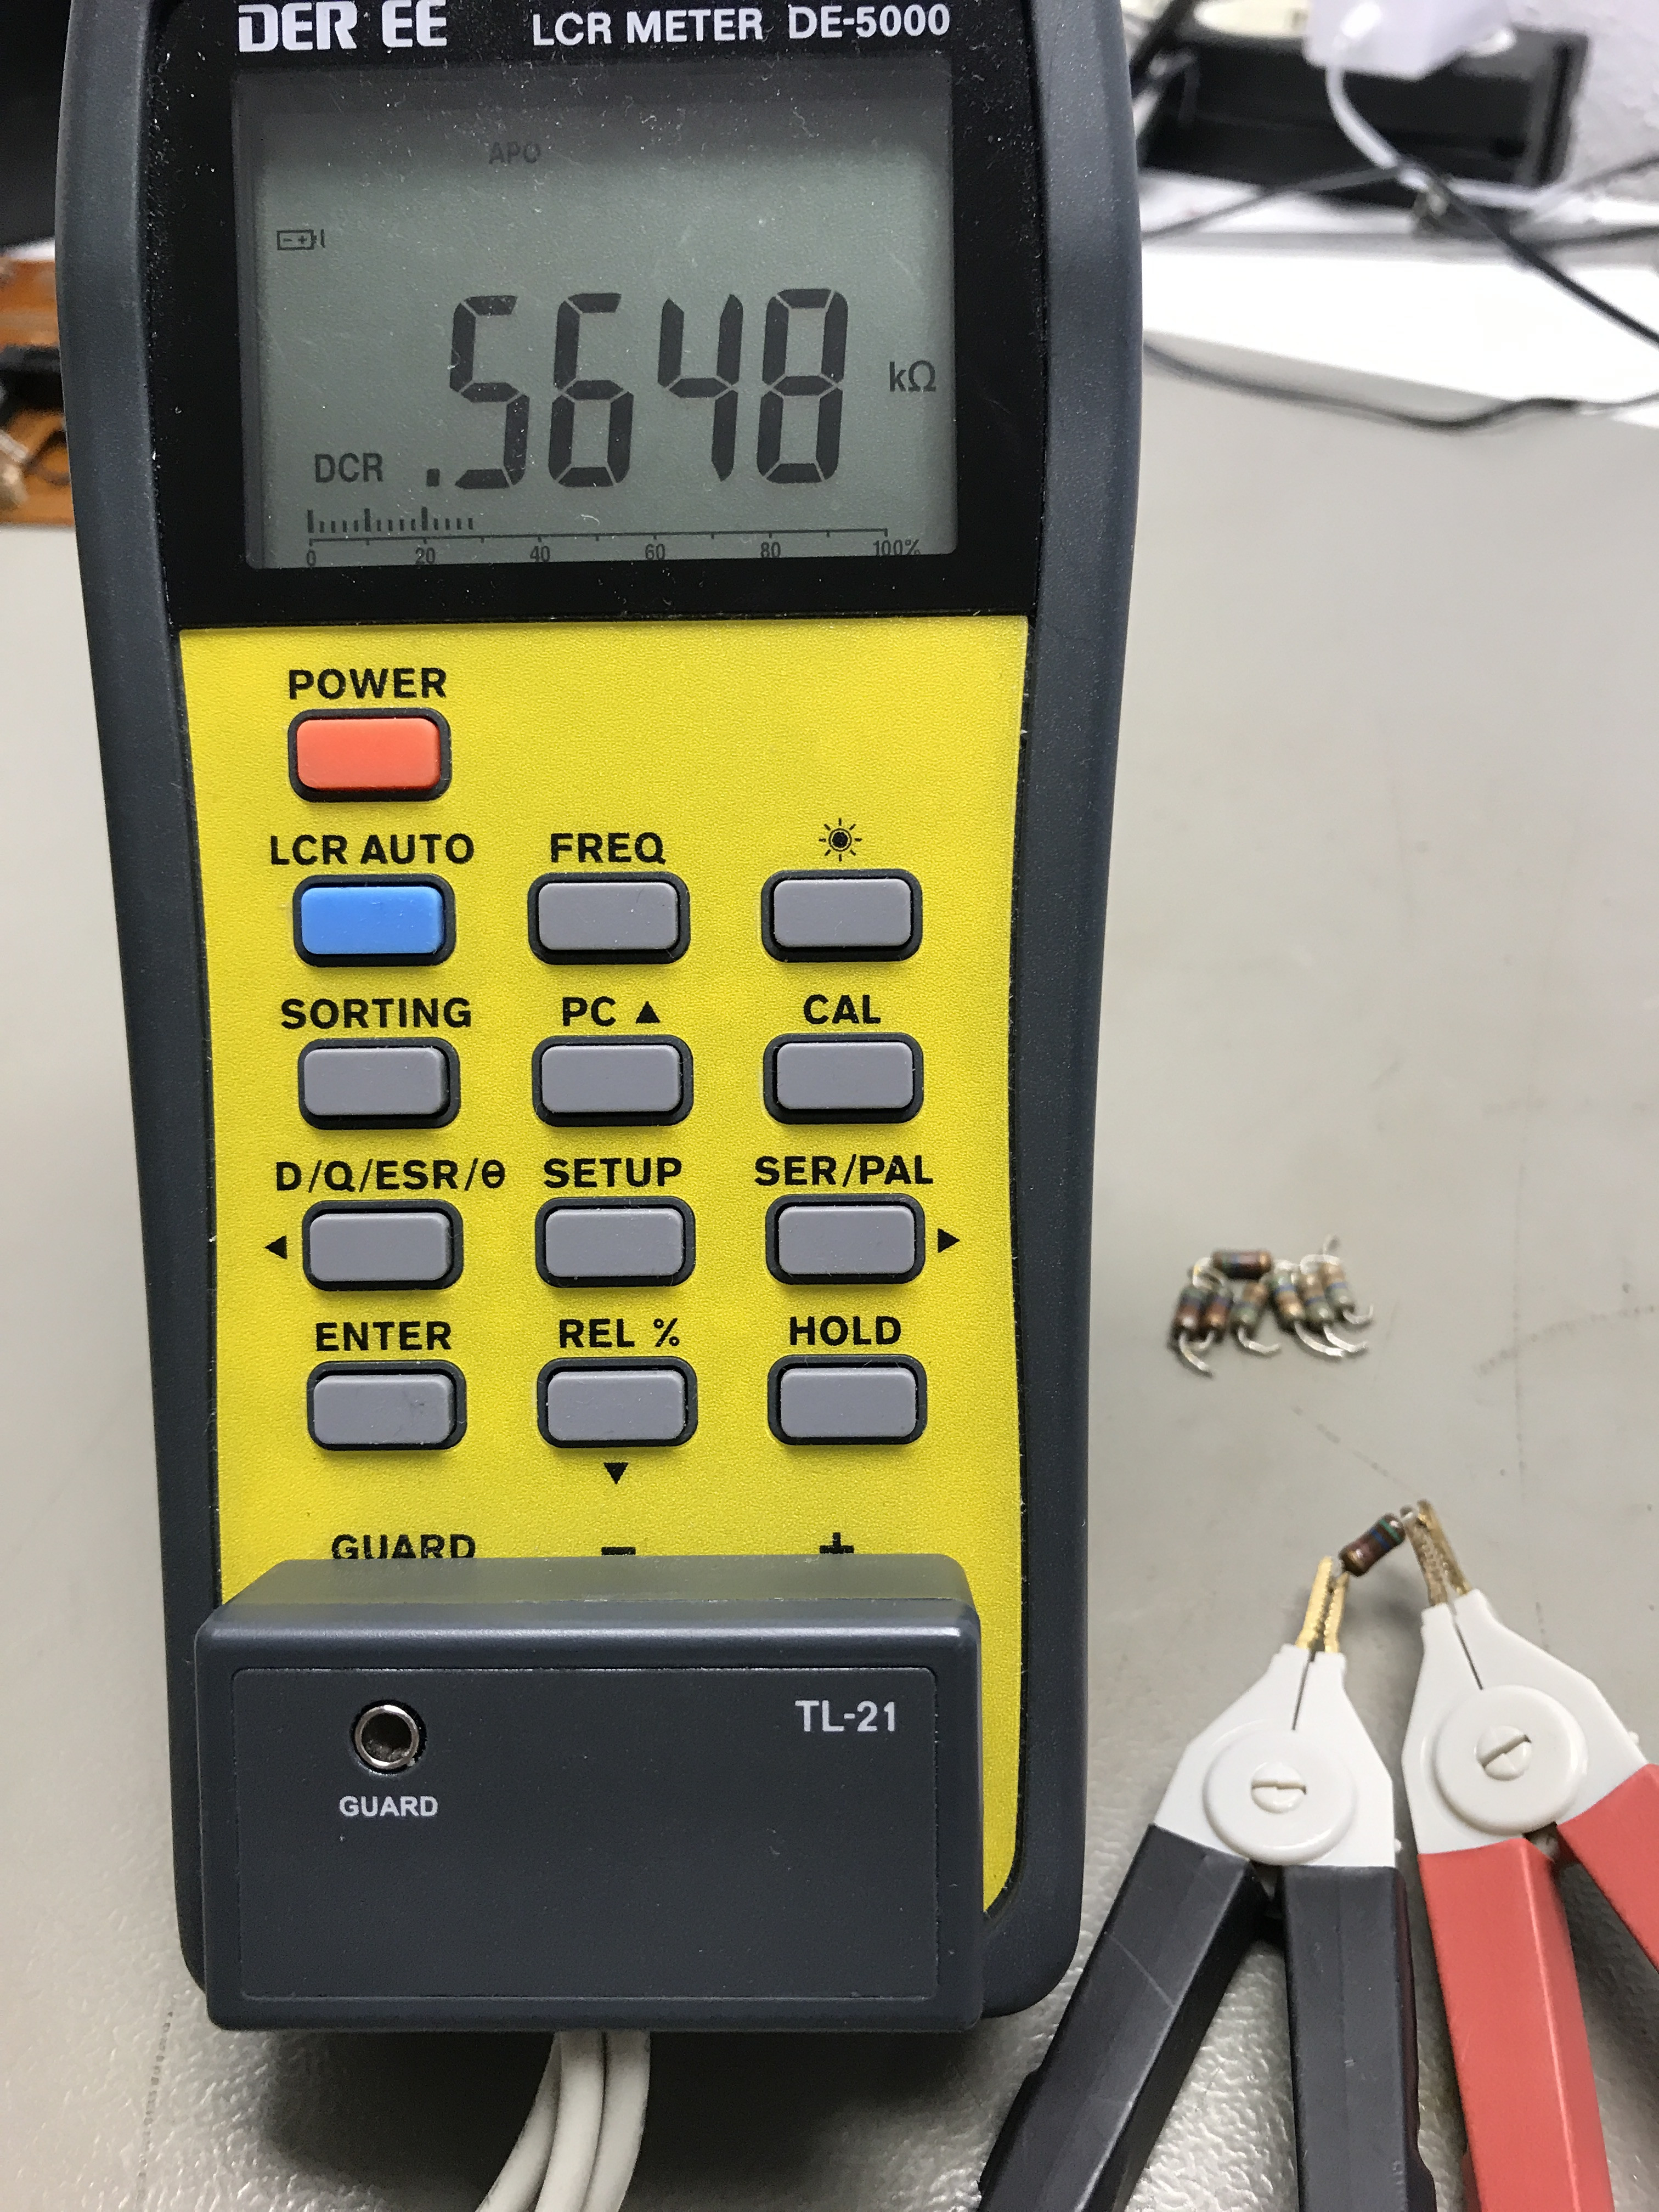 DER EE LCR METER DE-5000
APO
.5648 kΩ
DCR
0 20 40 60 80 100%
POWER
LCR AUTO FREQ
SORTING PC ▲ CAL
D/Q/ESR/θ SETUP SER/PAL
ENTER REL % HOLD
GUARD − +
TL-21
GUARD